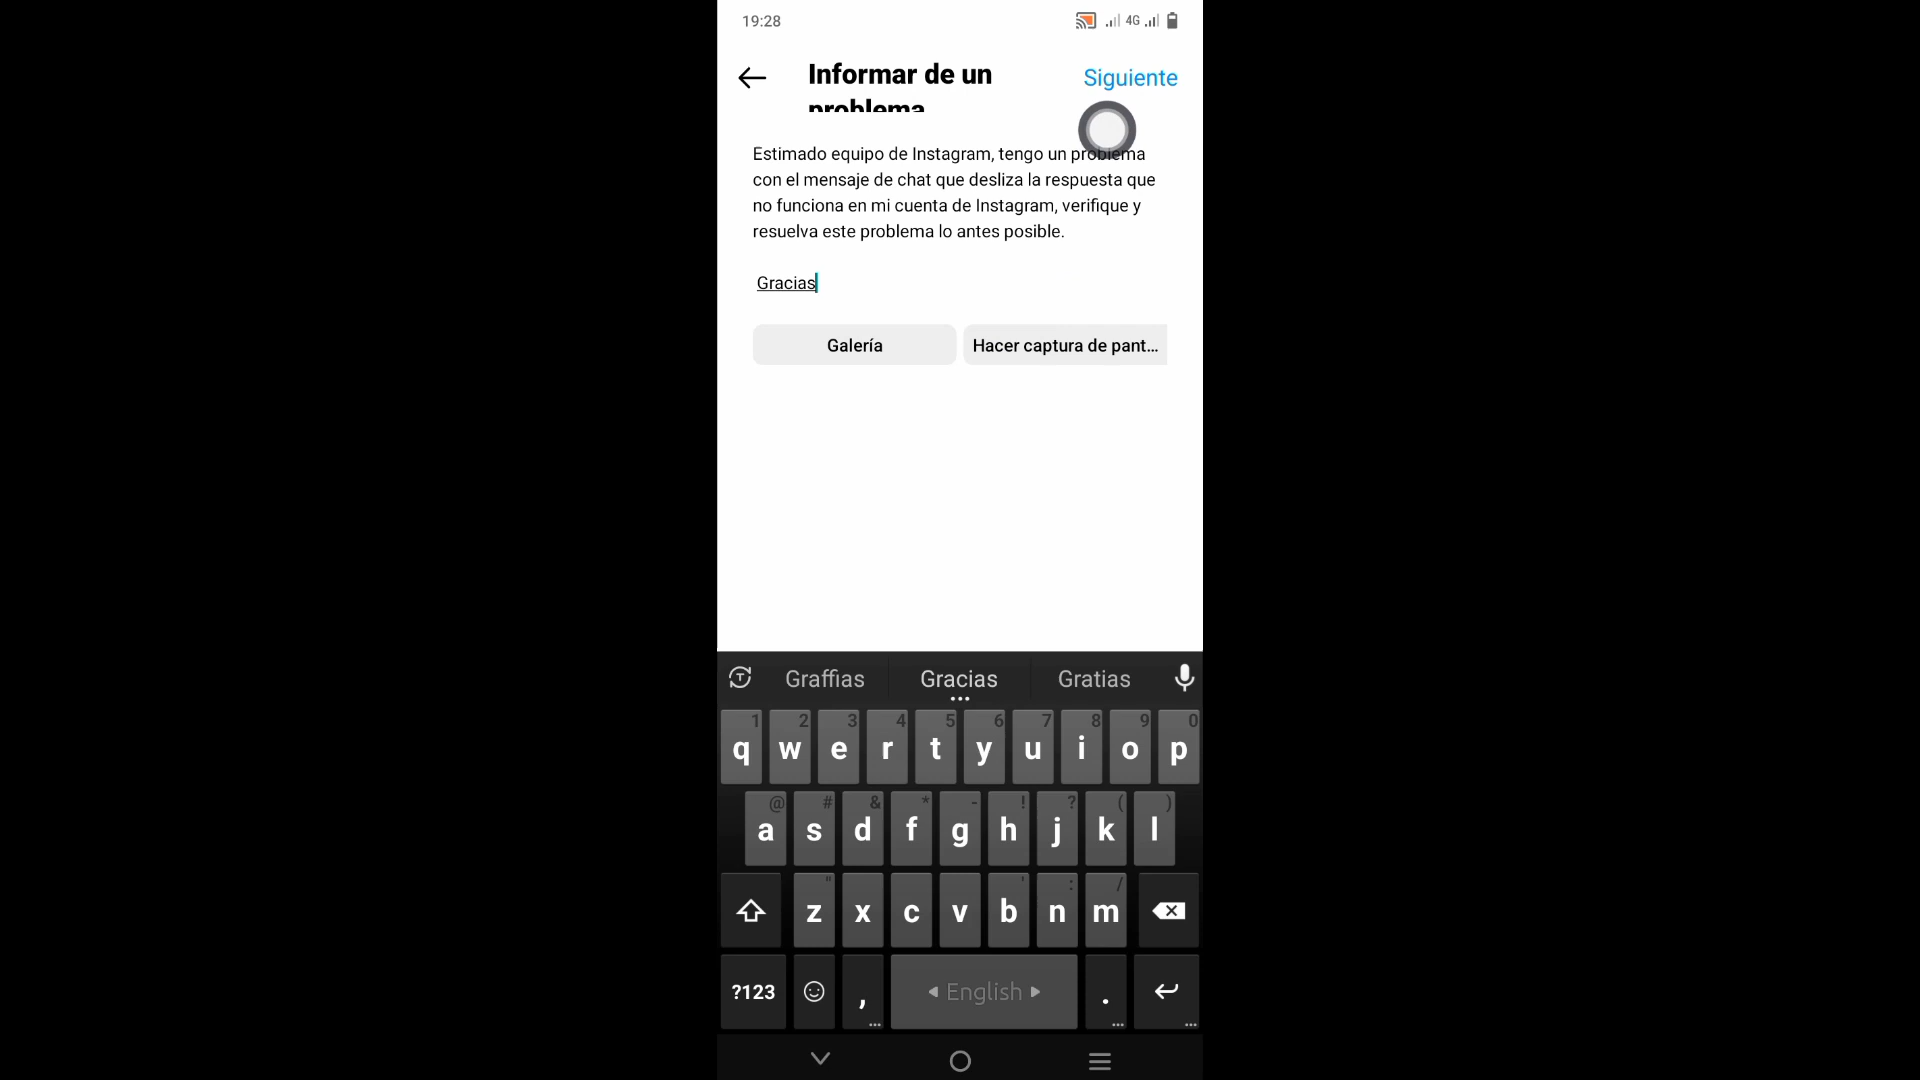 19:28
4G
Informar de un
problema
Siguiente
Estimado equipo de Instagram, tengo un problema
con el mensaje de chat que desliza la respuesta que
no funciona en mi cuenta de Instagram, verifique y
resuelva este problema lo antes posible.
Gracias
Galería
Hacer captura de pant...
Graffias
Gracias
Gratias
1 2 3 4 5 6 7 8 9 0
q w e r t y u i o p
@ # & * - ! ? ( )
a s d f g h j k l
" ' : /
z x c v b n m
?123 , English .